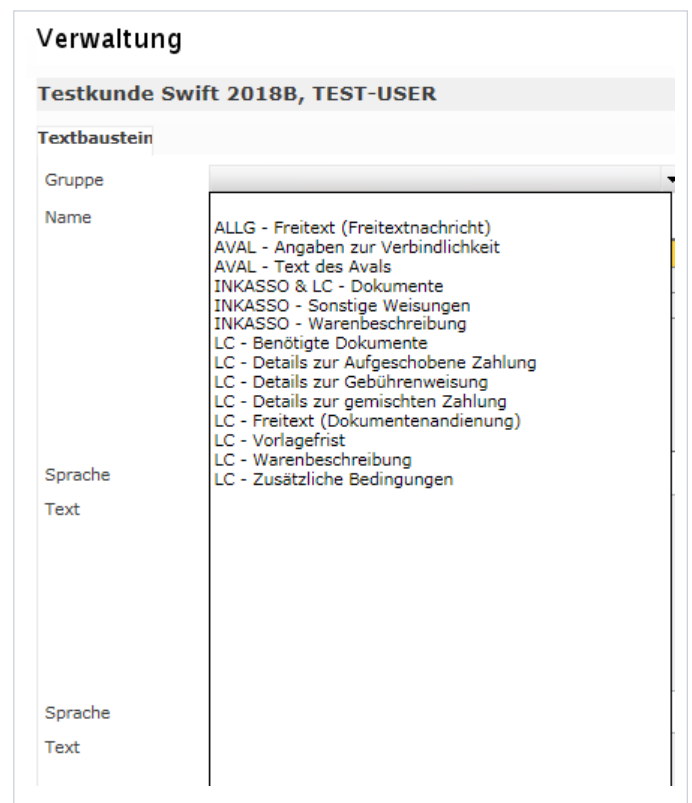 Verwaltung
Testkunde Swift 2018B, TEST-USER
Textbaustein
Gruppe
Name
ALLG - Freitext (Freitextnachricht)
AVAL - Angaben zur Verbindlichkeit
AVAL - Text des Avals
INKASSO & LC - Dokumente
INKASSO - Sonstige Weisungen
INKASSO - Warenbeschreibung
LC - Benötigte Dokumente
LC - Details zur Aufgeschobene Zahlung
LC - Details zur Gebührenweisung
LC - Details zur gemischten Zahlung
LC - Freitext (Dokumentenandienung)
LC - Vorlagefrist
LC - Warenbeschreibung
LC - Zusätzliche Bedingungen
Sprache
Text
Sprache
Text